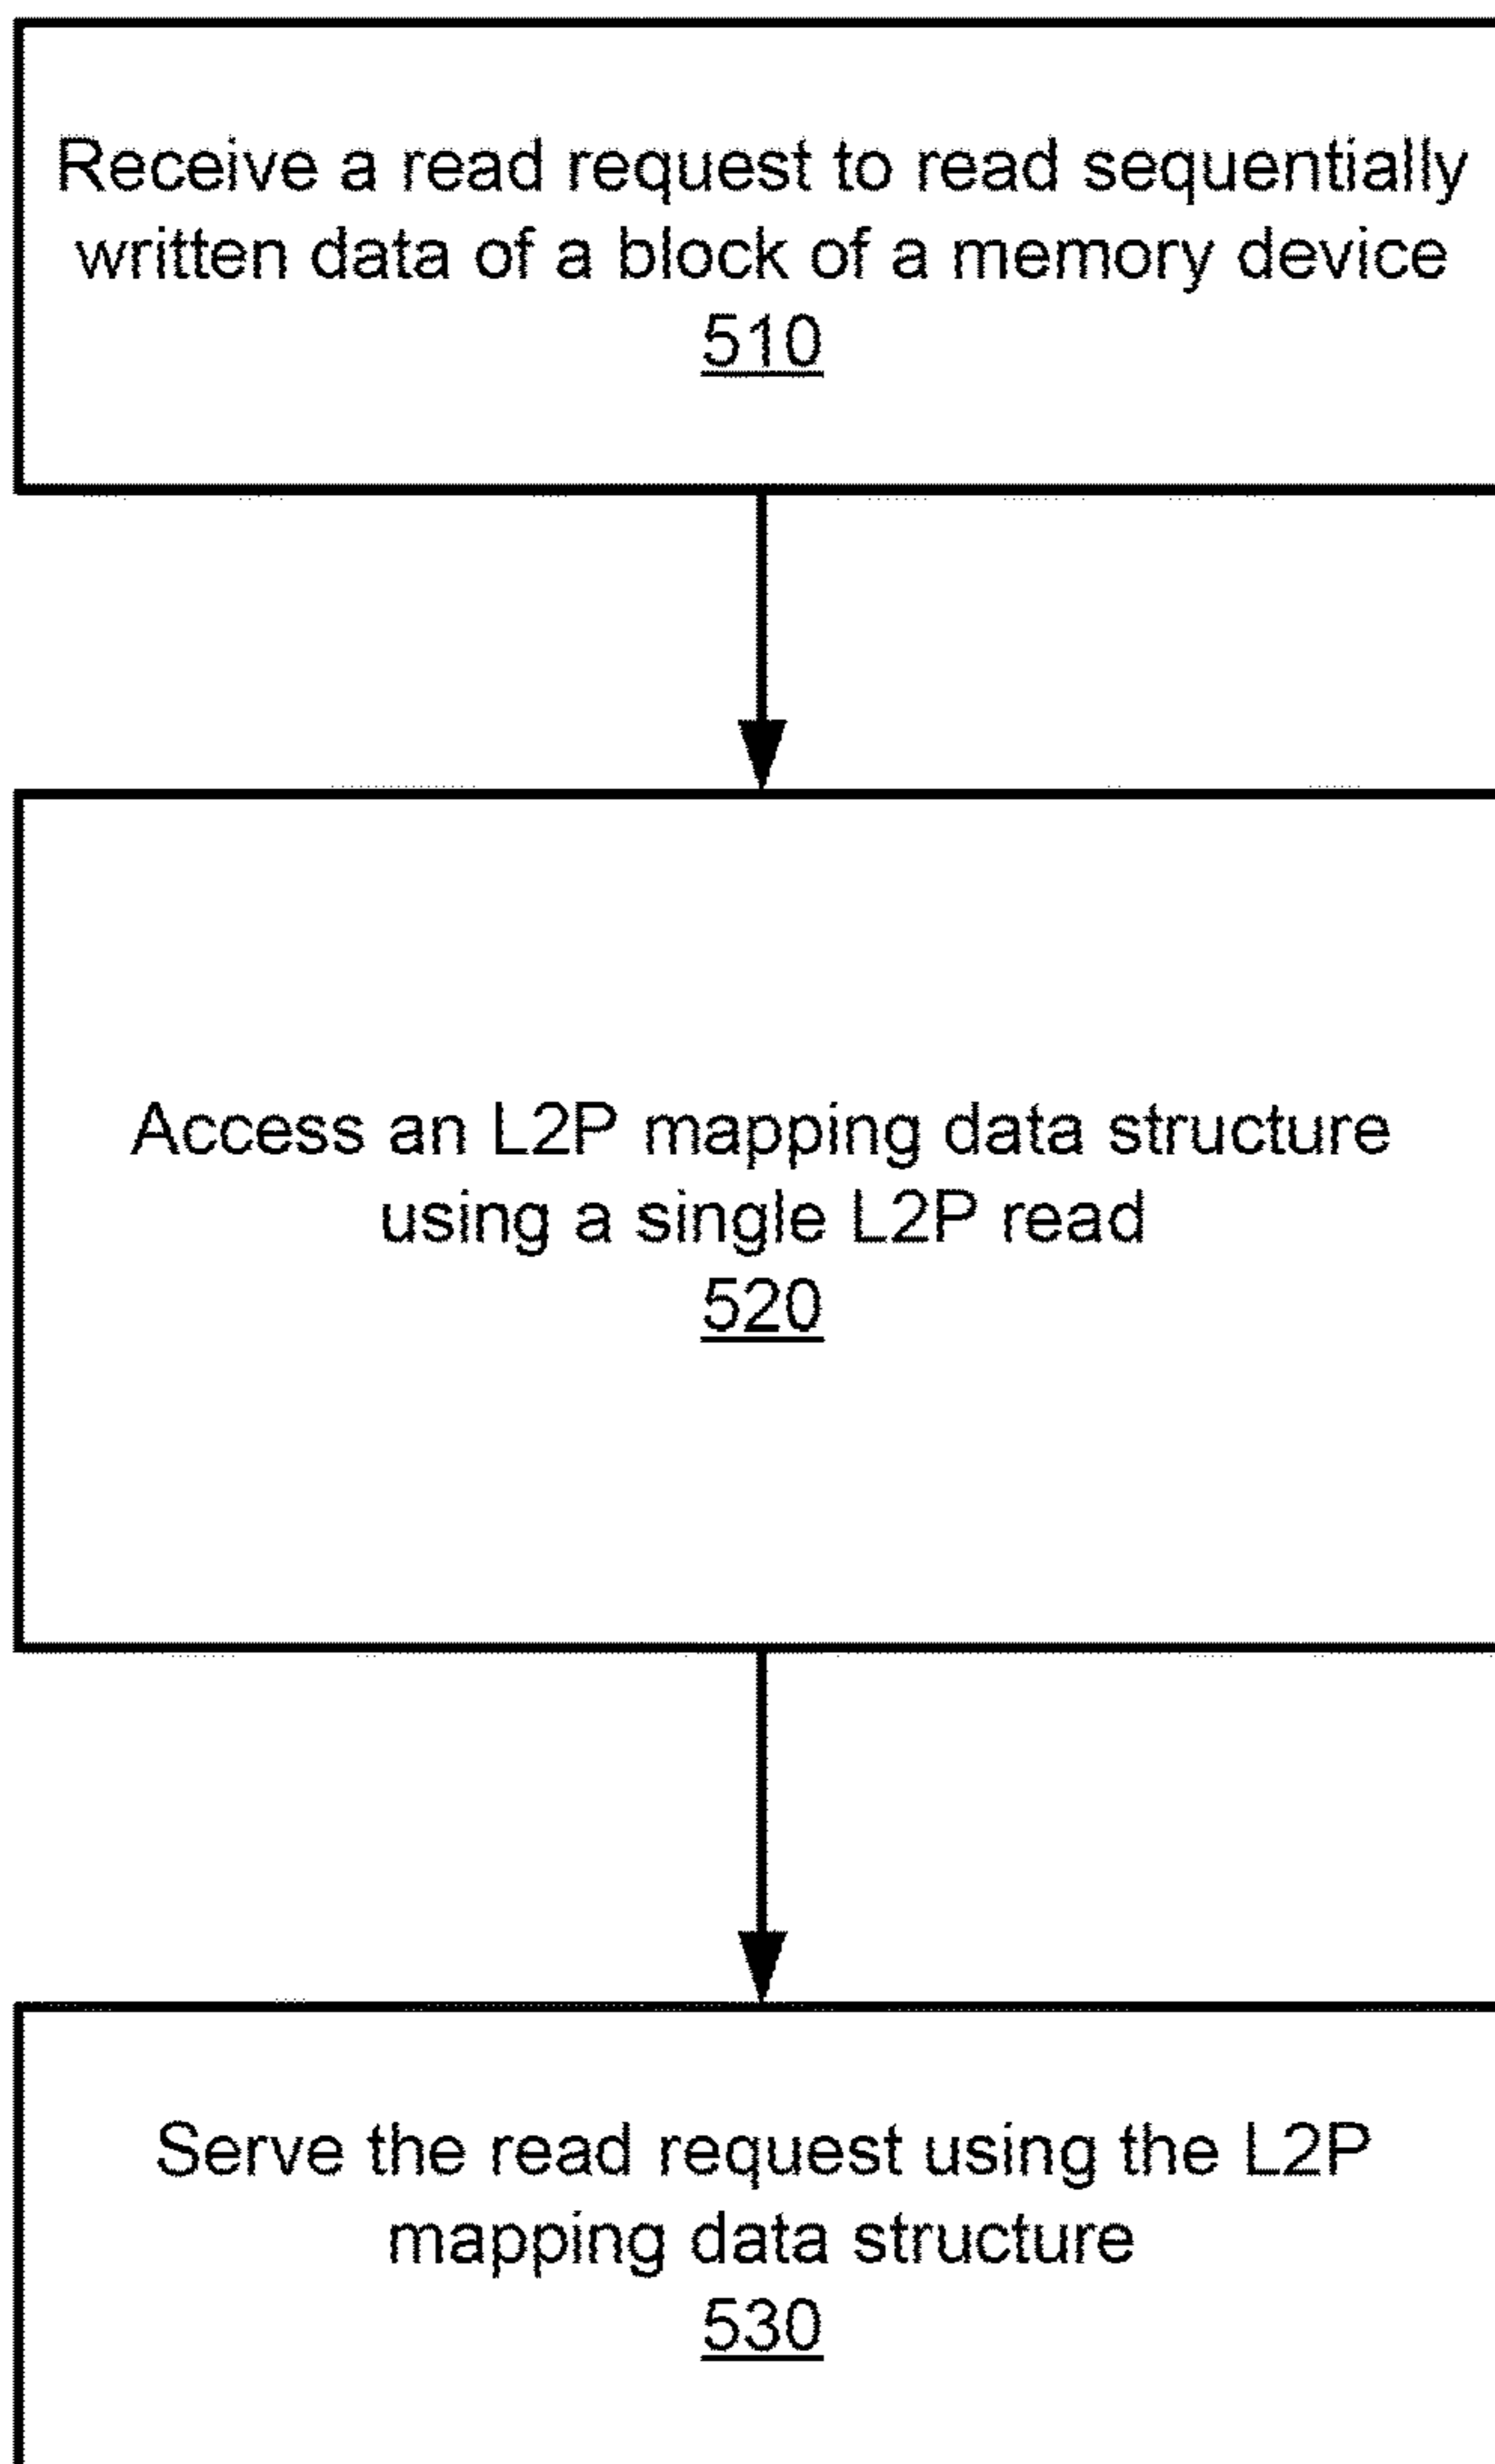 Receive a read request to read sequentially
written data of a block of a memory device
510
Access an L2P mapping data structure
using a single L2P read
520
Serve the read request using the L2P
mapping data structure
530